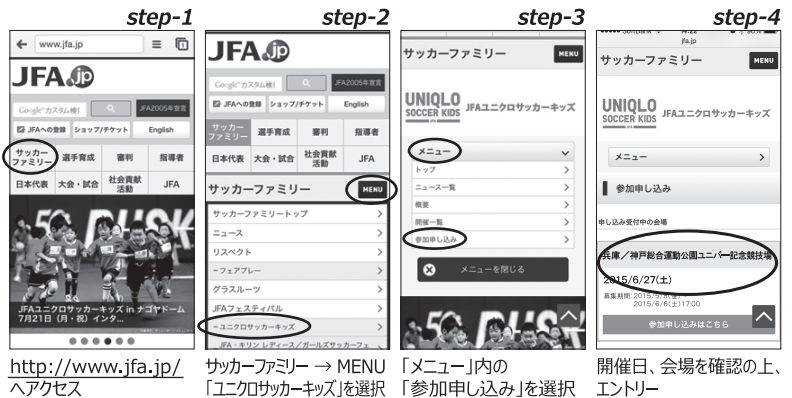 step-1
www.jfa.jp
JFA.jp
Google カスタム検索
JFA2005年宣言
JFAへの登録 ショップ/チケット English
サッカーファミリー 選手育成 審判 指導者
日本代表 大会・試合 社会貢献活動 JFA
JFAユニクロサッカーキッズ in ナゴヤドーム
7月21日（月・祝）インタ...
http://www.jfa.jp/
へアクセス
step-2
JFA.jp
Google カスタム検索
JFA2005年宣言
JFAへの登録 ショップ/チケット English
サッカーファミリー 選手育成 審判 指導者
日本代表 大会・試合 社会貢献活動 JFA
サッカーファミリー MENU
サッカーファミリートップ
ニュース
リスペクト
－フェアプレー
グラスルーツ
JFAフェスティバル
－ユニクロサッカーキッズ
JFA・キリン レディース／ガールズサッカーフェ
サッカーファミリー → MENU
「ユニクロサッカーキッズ」を選択
step-3
サッカーファミリー MENU
UNIQLO
SOCCER KIDS
JFAユニクロサッカーキッズ
メニュー
トップ
ニュース一覧
概要
開催一覧
参加申し込み
メニューを閉じる
「メニュー」内の
「参加申し込み」を選択
step-4
SoftBank 14:22 90%
jfa.jp
サッカーファミリー MENU
UNIQLO
SOCCER KIDS
JFAユニクロサッカーキッズ
メニュー
参加申し込み
申し込み受付中の会場
兵庫／神戸総合運動公園ユニバー記念競技場
2015/6/27(土)
募集期間:2015/5/8(金)～
2015/6/6(土)17:00
参加申し込みはこちら
開催日、会場を確認の上、
エントリー